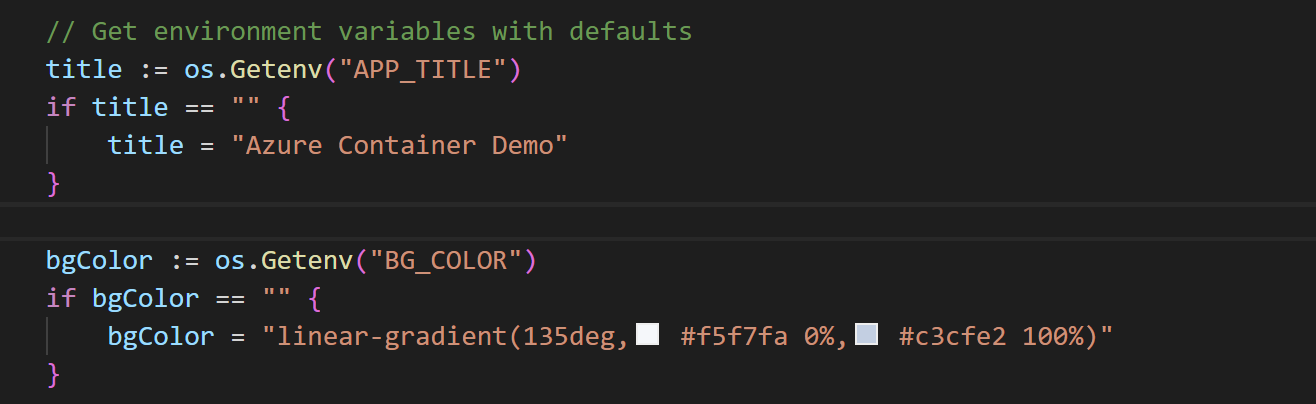 // Get environment variables with defaults
title := os.Getenv("APP_TITLE")
if title == "" {
    title = "Azure Container Demo"
}

bgColor := os.Getenv("BG_COLOR")
if bgColor == "" {
    bgColor = "linear-gradient(135deg, #f5f7fa 0%, #c3cfe2 100%)"
}